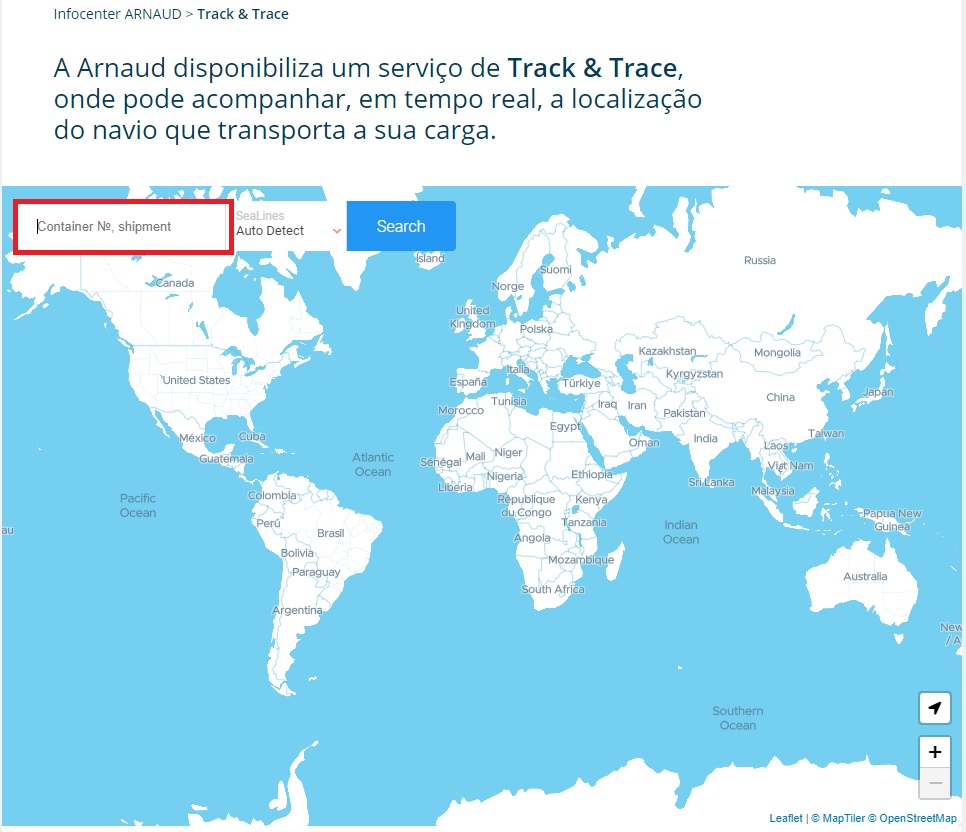 Infocenter ARNAUD > Track & Trace
A Arnaud disponibiliza um serviço de Track & Trace,
onde pode acompanhar, em tempo real, a localização
do navio que transporta a sua carga.
Container №, shipment
SeaLines
Auto Detect
Search
Island
Suomi
Russia
Canada
Norge
United
Kingdom
Polska
Kazakhstan
Mongolia
Italia
Kyrgyzstan
United States
España
Türkiye
Japan
China
Tunisia
Morocco
Iraq
Iran
Pakistan
Egypt
México
Cuba
Oman
India
Taiwan
Laos
Guatemala
Atlantic
Ocean
Sénégal
Mali
Niger
Việt Nam
Nigeria
Ethiopia
Sri Lanka
Liberia
Malaysia
Colombia
Pacific
Ocean
République
du Congo
Kenya
Papua New
Guinea
Perú
Tanzania
Indian
Ocean
au
Brasil
Angola
Bolivia
Mozambique
Paraguay
Australia
South Africa
Argentina
New
/ A
Southern
Ocean
+
−
Leaflet | © MapTiler © OpenStreetMap